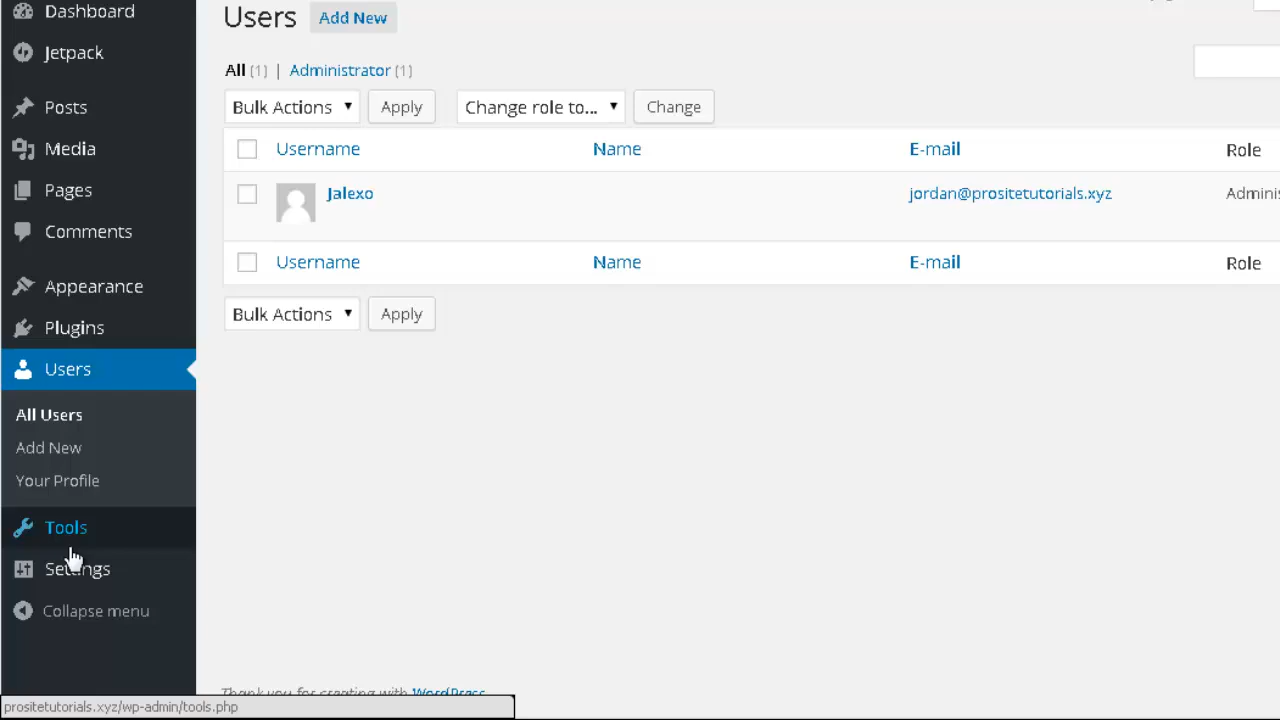 Dashboard
Jetpack
Posts
Media
Pages
Comments
Appearance
Plugins
Users
All Users
Add New
Your Profile
Tools
Settings
Collapse menu
Users Add New
All (1) | Administrator (1)
Bulk Actions Apply Change role to... Change
Username Name E-mail Role
Jalexo jordan@prositetutorials.xyz Adminis
Username Name E-mail Role
Bulk Actions Apply
Thank you for creating with WordPress
prositetutorials.xyz/wp-admin/tools.php